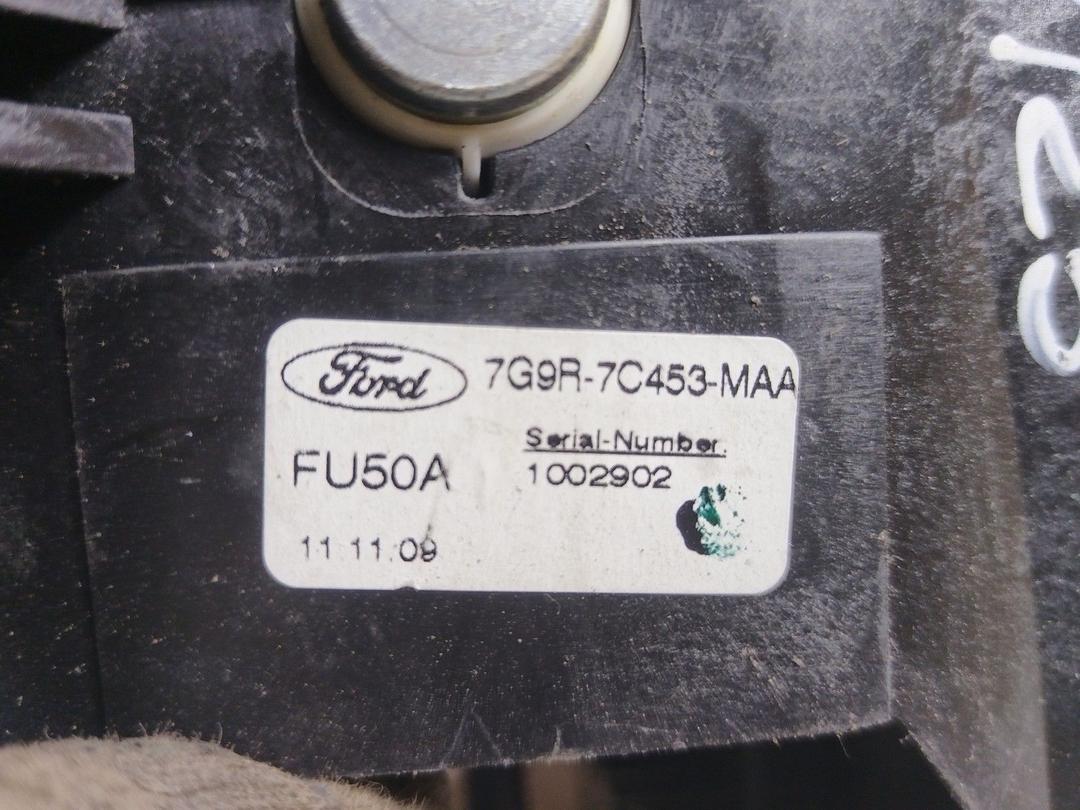 Ford 7G9R-7C453-MAA
Serial-Number.
FU50A 1002902
11 11.09